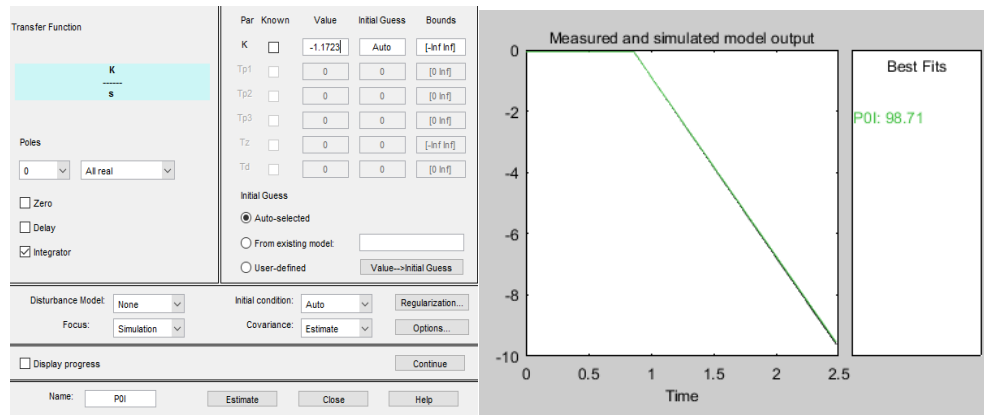 Transfer Function
K
------
s
Poles
0 All real
Zero
Delay
Integrator
Par Known Value Initial Guess Bounds
K -1.1723 Auto [-Inf Inf]
Tp1 0 0 [0 Inf]
Tp2 0 0 [0 Inf]
Tp3 0 0 [0 Inf]
Tz 0 0 [-Inf Inf]
Td 0 0 [0 Inf]
Initial Guess
Auto-selected
From existing model:
User-defined Value-->Initial Guess
Disturbance Model: None Initial condition: Auto Regularization...
Focus: Simulation Covariance: Estimate Options...
Display progress Continue
Name: P0I Estimate Close Help
Measured and simulated model output
0
-2
-4
-6
-8
-10
0 0.5 1 1.5 2 2.5
Time
Best Fits
P0I: 98.71